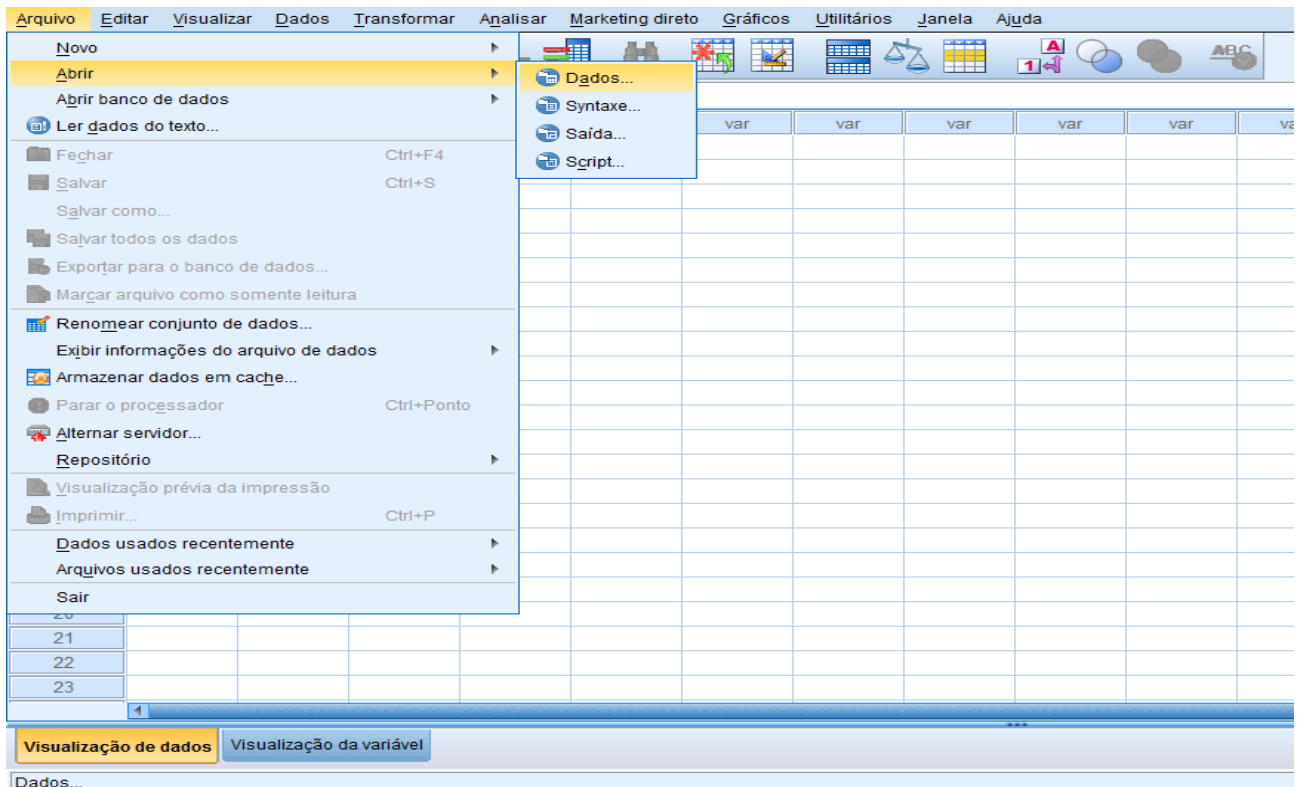 Arquivo Editar Visualizar Dados Transformar Analisar Marketing direto Gráficos Utilitários Janela Ajuda
Novo
Abrir
Abrir banco de dados
Ler dados do texto...
Fechar Ctrl+F4
Salvar Ctrl+S
Salvar como...
Salvar todos os dados
Exportar para o banco de dados...
Marcar arquivo como somente leitura
Renomear conjunto de dados...
Exibir informações do arquivo de dados
Armazenar dados em cache...
Parar o processador Ctrl+Ponto
Alternar servidor...
Repositório
Visualização prévia da impressão
Imprimir... Ctrl+P
Dados usados recentemente
Arquivos usados recentemente
Sair
Dados...
Syntaxe...
Saída...
Script...
A
1
ABC
var var var var var
20
21
22
23
Visualização de dados Visualização da variável
Dados...